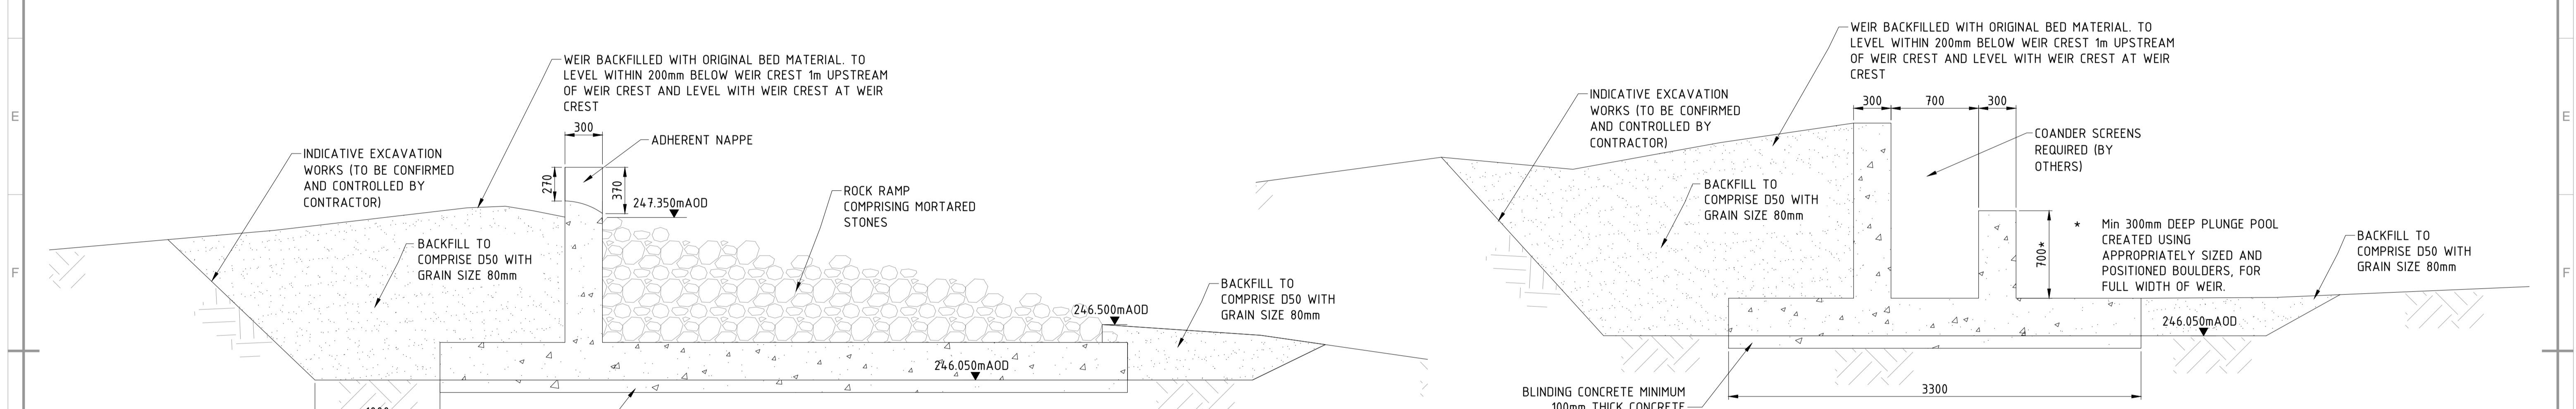 WEIR BACKFILLED WITH ORIGINAL BED MATERIAL. TO
LEVEL WITHIN 200mm BELOW WEIR CREST 1m UPSTREAM
OF WEIR CREST AND LEVEL WITH WEIR CREST AT WEIR
CREST
300
ADHERENT NAPPE
INDICATIVE EXCAVATION
WORKS (TO BE CONFIRMED
AND CONTROLLED BY
CONTRACTOR)
270
370
247.350mAOD
ROCK RAMP
COMPRISING MORTARED
STONES
BACKFILL TO
COMPRISE D50 WITH
GRAIN SIZE 80mm
BACKFILL TO
COMPRISE D50 WITH
GRAIN SIZE 80mm
246.500mAOD
246.050mAOD
E
F
WEIR BACKFILLED WITH ORIGINAL BED MATERIAL. TO
LEVEL WITHIN 200mm BELOW WEIR CREST 1m UPSTREAM
OF WEIR CREST AND LEVEL WITH WEIR CREST AT WEIR
CREST
INDICATIVE EXCAVATION
WORKS (TO BE CONFIRMED
AND CONTROLLED BY
CONTRACTOR)
300
700
300
COANDER SCREENS
REQUIRED (BY
OTHERS)
BACKFILL TO
COMPRISE D50 WITH
GRAIN SIZE 80mm
700*
* Min 300mm DEEP PLUNGE POOL
CREATED USING
APPROPRIATELY SIZED AND
POSITIONED BOULDERS, FOR
FULL WIDTH OF WEIR.
BACKFILL TO
COMPRISE D50 WITH
GRAIN SIZE 80mm
246.050mAOD
3300
BLINDING CONCRETE MINIMUM
100mm THICK CONCRETE
E
F